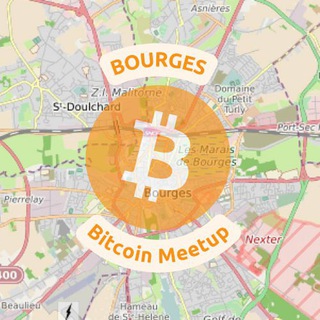 Asnières
BOURGES
Z.I. Malitorne
Domaine
du Petit
Turly
St-Doulchard
SNCF
Port-Sec
Les Marais
de Bourges
Bourges
Pierrelay
Bitcoin Meetup
Nexter
400
Beaulieu
Hameau
de St-Hélène
Golf de